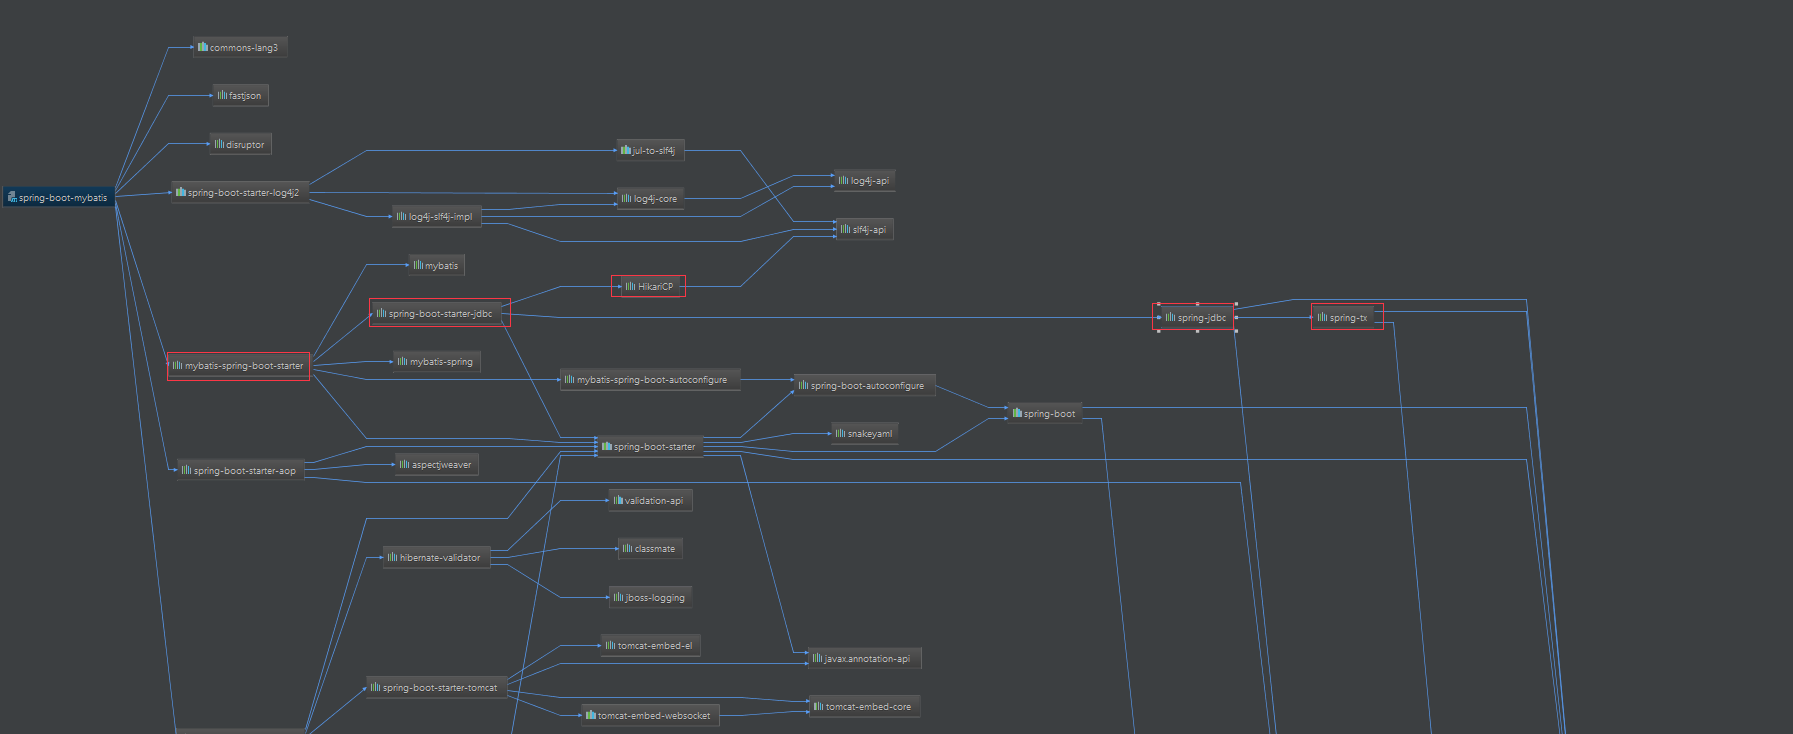 commons-lang3
fastjson
disruptor
jul-to-slf4j
log4j-api
spring-boot-mybatis
spring-boot-starter-log4j2
log4j-core
log4j-slf4j-impl
slf4j-api
mybatis
HikariCP
spring-boot-starter-jdbc
spring-jdbc
spring-tx
mybatis-spring-boot-starter
mybatis-spring
mybatis-spring-boot-autoconfigure
spring-boot-autoconfigure
spring-boot
snakeyaml
spring-boot-starter
spring-boot-starter-aop
aspectjweaver
validation-api
hibernate-validator
classmate
jboss-logging
tomcat-embed-el
javax.annotation-api
spring-boot-starter-tomcat
tomcat-embed-core
tomcat-embed-websocket